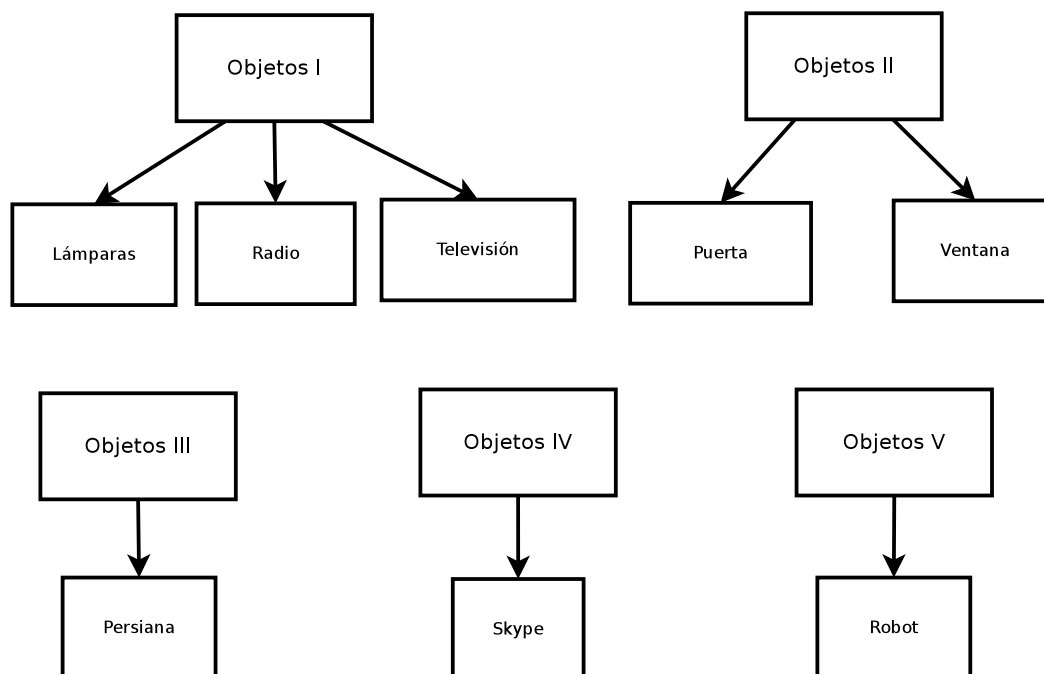 Objetos I
Objetos II
Lámparas
Radio
Televisión
Puerta
Ventana
Objetos III
Objetos IV
Objetos V
Persiana
Skype
Robot